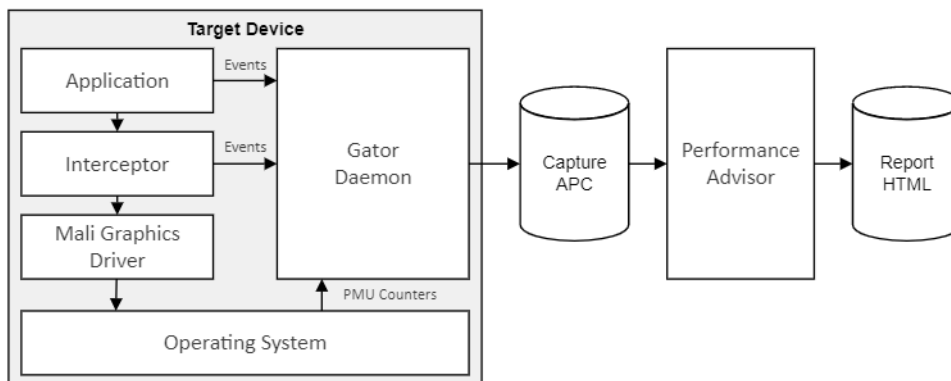 Target Device
Application
Events
Interceptor
Events
Mali Graphics
Driver
Gator
Daemon
PMU Counters
Operating System
Capture
APC
Performance
Advisor
Report
HTML